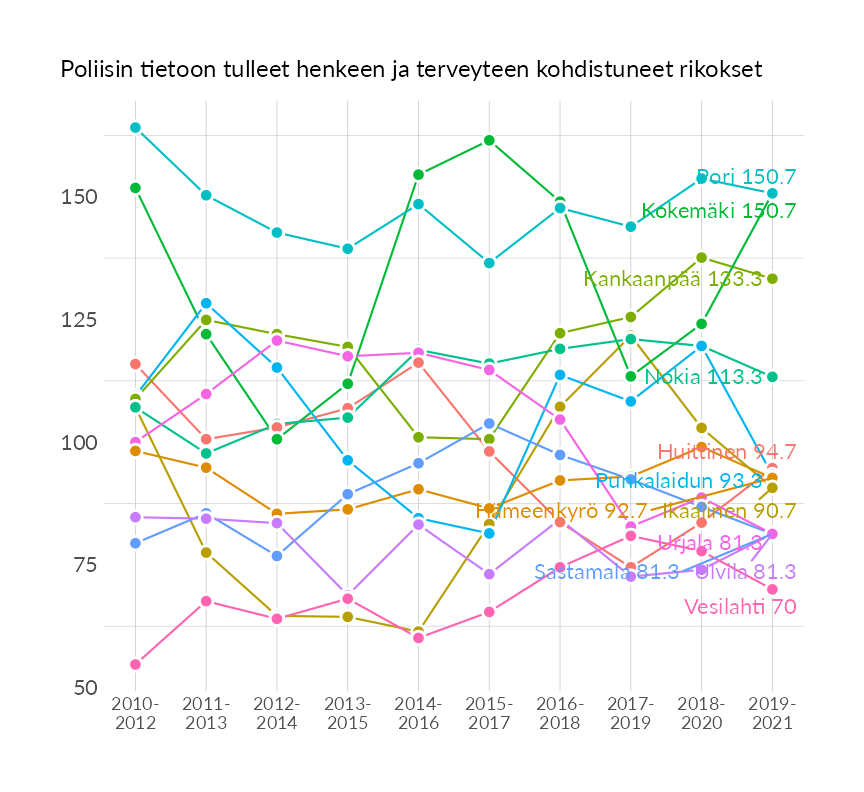 Poliisin tietoon tulleet henkeen ja terveyteen kohdistuneet rikokset
150
125
100
75
50
Pori 150.7
Kokemäki 150.7
Kankaanpää 133.3
Nokia 113.3
Huittinen 94.7
Punkalaidun 93.3
Hämeenkyrö 92.7
Ikaalinen 90.7
Urjala 81.3
Sastamala 81.3
Ulvila 81.3
Vesilahti 70
2010-
2012
2011-
2013
2012-
2014
2013-
2015
2014-
2016
2015-
2017
2016-
2018
2017-
2019
2018-
2020
2019-
2021